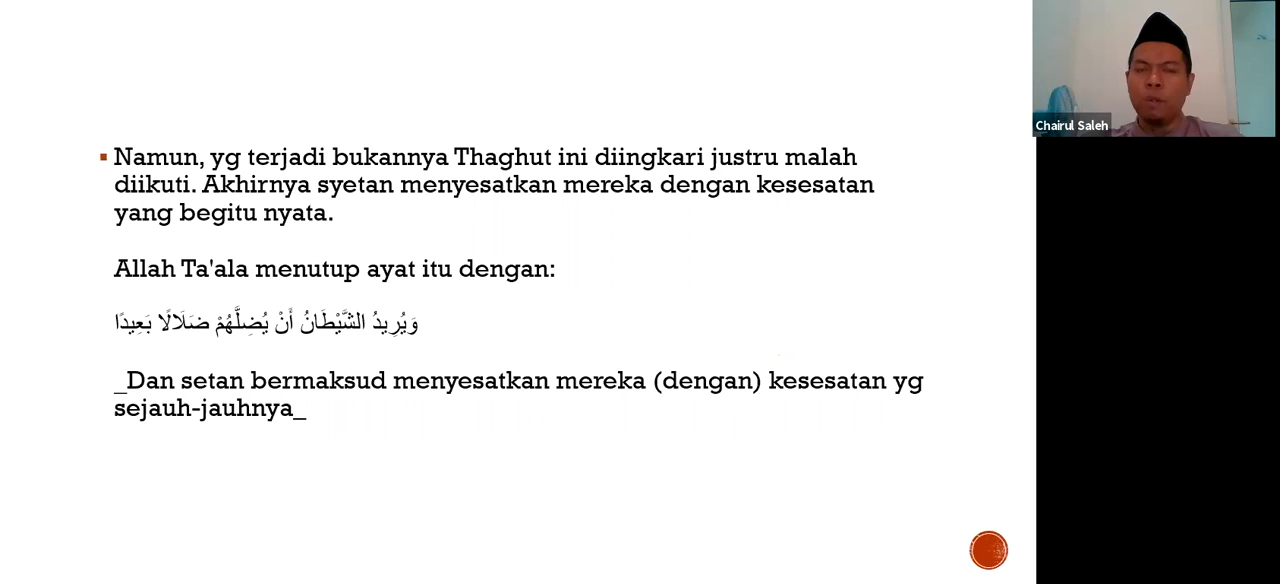 Namun, yg terjadi bukannya Thaghut ini diingkari justru malah
diikuti. Akhirnya syetan menyesatkan mereka dengan kesesatan
yang begitu nyata.
Allah Ta'ala menutup ayat itu dengan:
وَيُرِيدُ الشَّيْطَانُ أَنْ يُضِلَّهُمْ ضَلَالًا بَعِيدًا
_Dan setan bermaksud menyesatkan mereka (dengan) kesesatan yg
sejauh-jauhnya_
Chairul Saleh